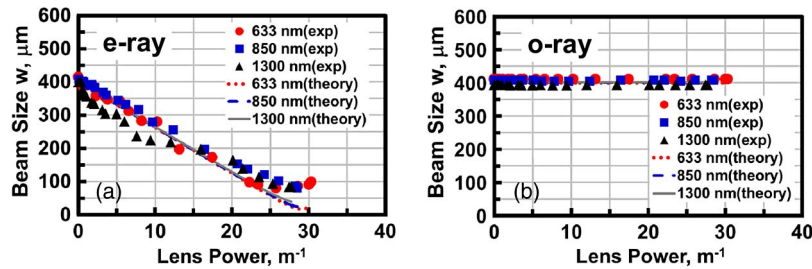 600
500
400
300
200
100
0
Beam Size w, μm
e-ray
633 nm(exp)
850 nm(exp)
1300 nm(exp)
633 nm(theory)
850 nm(theory)
1300 nm(theory)
(a)
0 10 20 30 40
Lens Power, m-1
600
500
400
300
200
100
0
Beam Size w, μm
o-ray
633 nm(exp)
850 nm(exp)
1300 nm(exp)
633 nm(theory)
850 nm(theory)
1300 nm(theory)
(b)
0 10 20 30 40
Lens Power, m-1